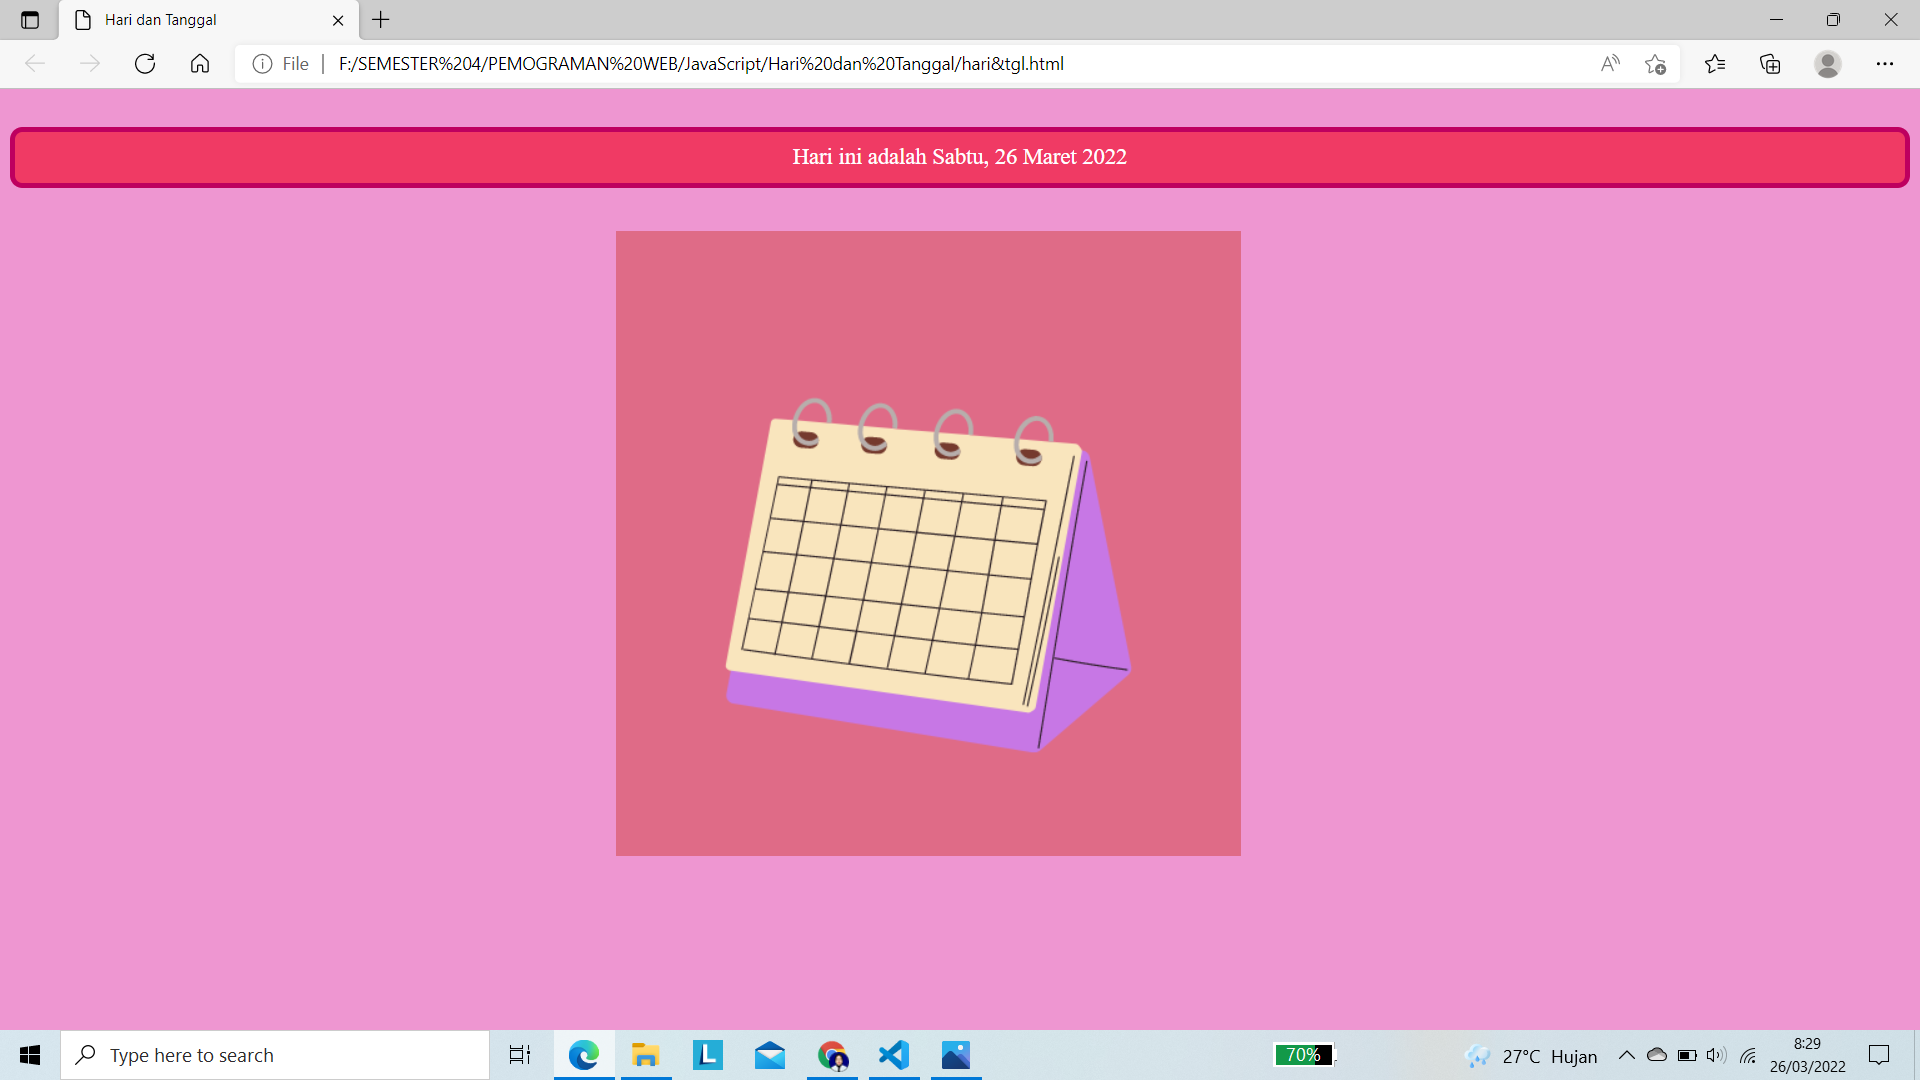 Hari dan Tanggal
File
F:/SEMESTER%204/PEMOGRAMAN%20WEB/JavaScript/Hari%20dan%20Tanggal/hari&tgl.html
Hari ini adalah Sabtu, 26 Maret 2022
Type here to search
L
70%
27°C Hujan
8:29
26/03/2022